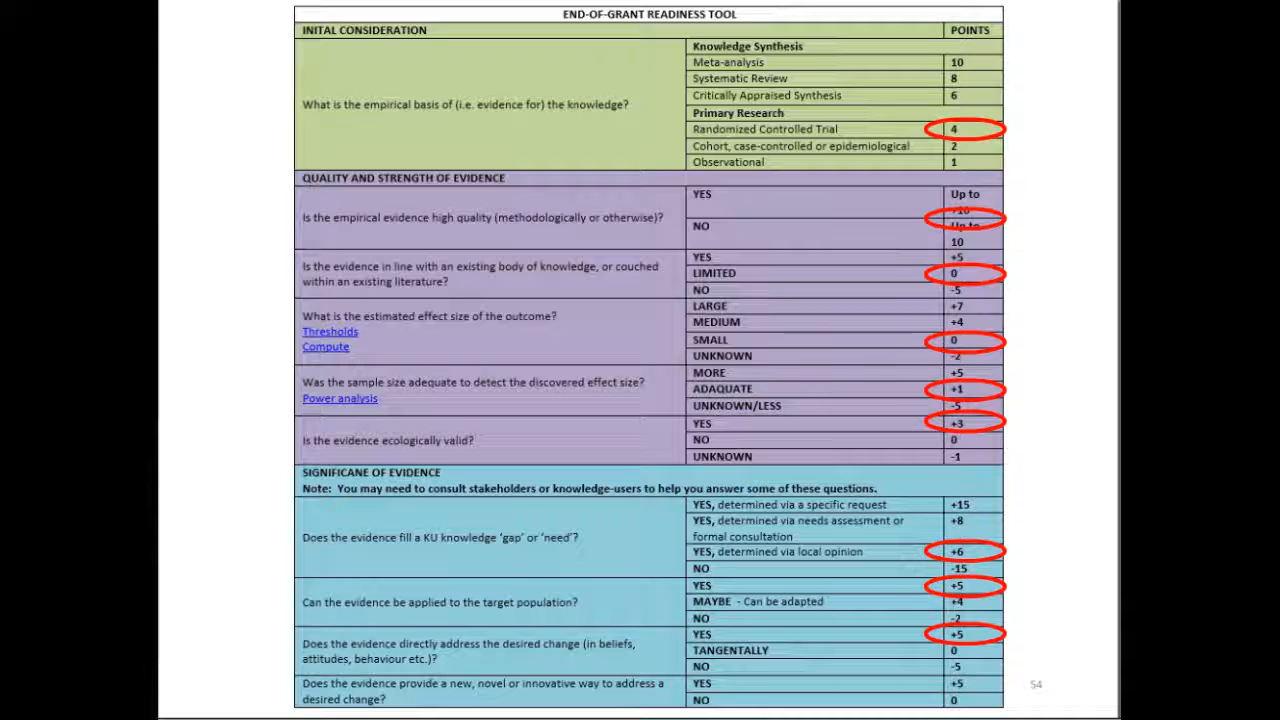 END-OF-GRANT READINESS TOOL
INITAL CONSIDERATION POINTS
What is the empirical basis of (i.e. evidence for) the knowledge?
Knowledge Synthesis
Meta-analysis 10
Systematic Review 8
Critically Appraised Synthesis 6
Primary Research
Randomized Controlled Trial 4
Cohort, case-controlled or epidemiological 2
Observational 1
QUALITY AND STRENGTH OF EVIDENCE
Is the empirical evidence high quality (methodologically or otherwise)?
YES Up to
+10
NO Up to
10
Is the evidence in line with an existing body of knowledge, or couched
within an existing literature?
YES +5
LIMITED 0
NO -5
What is the estimated effect size of the outcome?
Thresholds
Compute
LARGE +7
MEDIUM +4
SMALL 0
UNKNOWN -2
Was the sample size adequate to detect the discovered effect size?
Power analysis
MORE +5
ADAQUATE +1
UNKNOWN/LESS -5
Is the evidence ecologically valid?
YES +3
NO 0
UNKNOWN -1
SIGNIFICANE OF EVIDENCE
Note: You may need to consult stakeholders or knowledge-users to help you answer some of these questions.
Does the evidence fill a KU knowledge ‘gap’ or ‘need’?
YES, determined via a specific request +15
YES, determined via needs assessment or +8
formal consultation
YES, determined via local opinion +6
NO -15
Can the evidence be applied to the target population?
YES +5
MAYBE - Can be adapted +4
NO -2
Does the evidence directly address the desired change (in beliefs,
attitudes, behaviour etc.)?
YES +5
TANGENTALLY 0
NO -5
Does the evidence provide a new, novel or innovative way to address a
desired change?
YES +5
NO 0
54